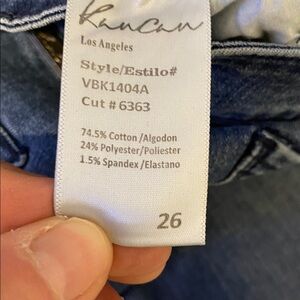 KanCan
Los Angeles
Style/Estilo#
VBK1404A
Cut # 6363
74.5% Cotton /Algodon
24% Polyester/Poliester
1.5% Spandex /Elastano
26